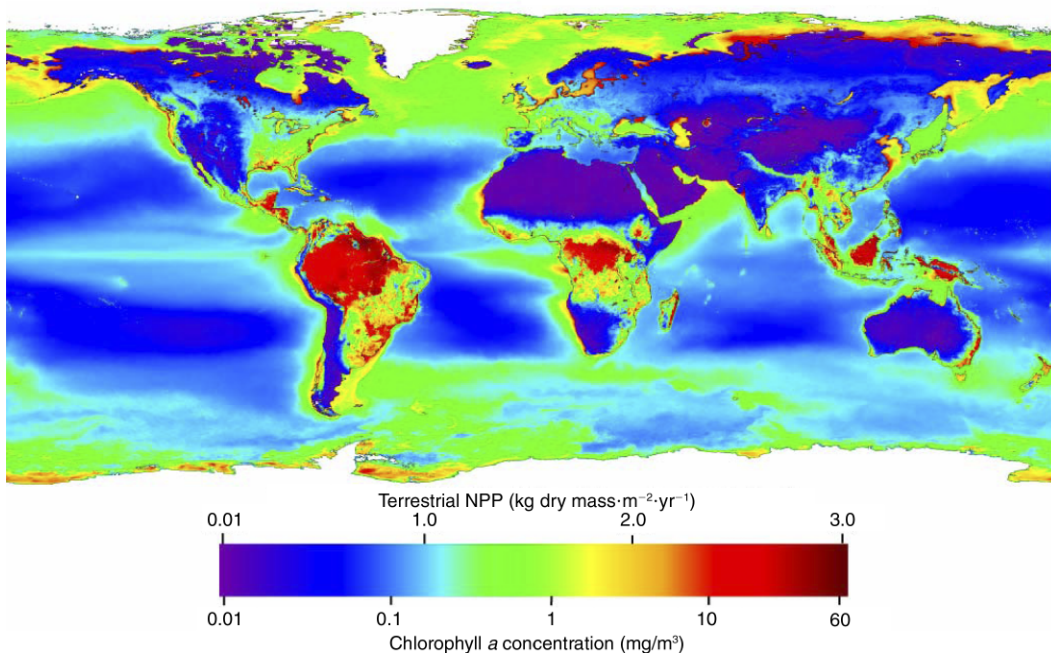 Terrestrial NPP (kg dry mass·m⁻²·yr⁻¹)
0.01 1.0 2.0 3.0
0.01 0.1 1 10 60
Chlorophyll a concentration (mg/m³)